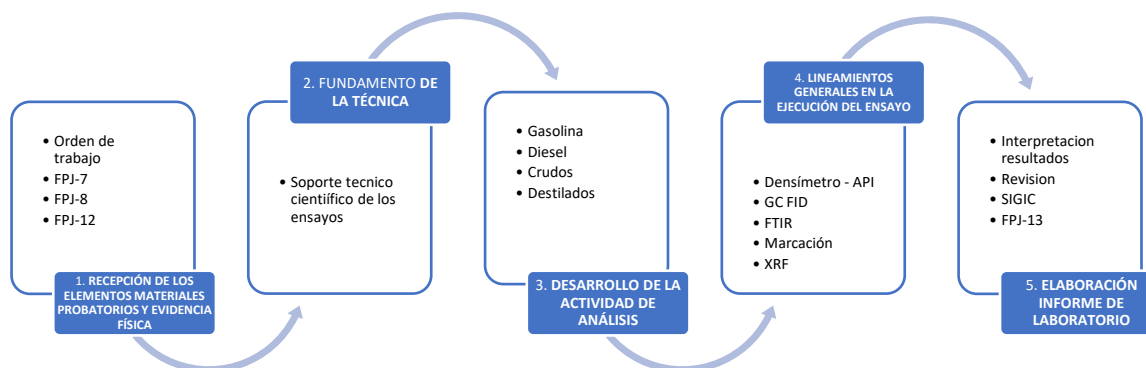 • Orden de
trabajo
• FPJ-7
• FPJ-8
• FPJ-12
1. RECEPCIÓN DE LOS
ELEMENTOS MATERIALES
PROBATORIOS Y EVIDENCIA
FÍSICA
2. FUNDAMENTO DE
LA TÉCNICA
• Soporte tecnico
cientiífico de los
ensayos
• Gasolina
• Diesel
• Crudos
• Destilados
3. DESARROLLO DE LA
ACTIVIDAD DE
ANÁLISIS
4. LINEAMIENTOS
GENERALES EN LA
EJECUCIÓN DEL ENSAYO
• Densímetro - API
• GC FID
• FTIR
• Marcación
• XRF
• Interpretacion
resultados
• Revision
• SIGIC
• FPJ-13
5. ELABORACIÓN
INFORME DE
LABORATORIO